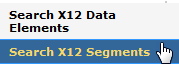 Search X12 Data
Elements
Search X12 Segments